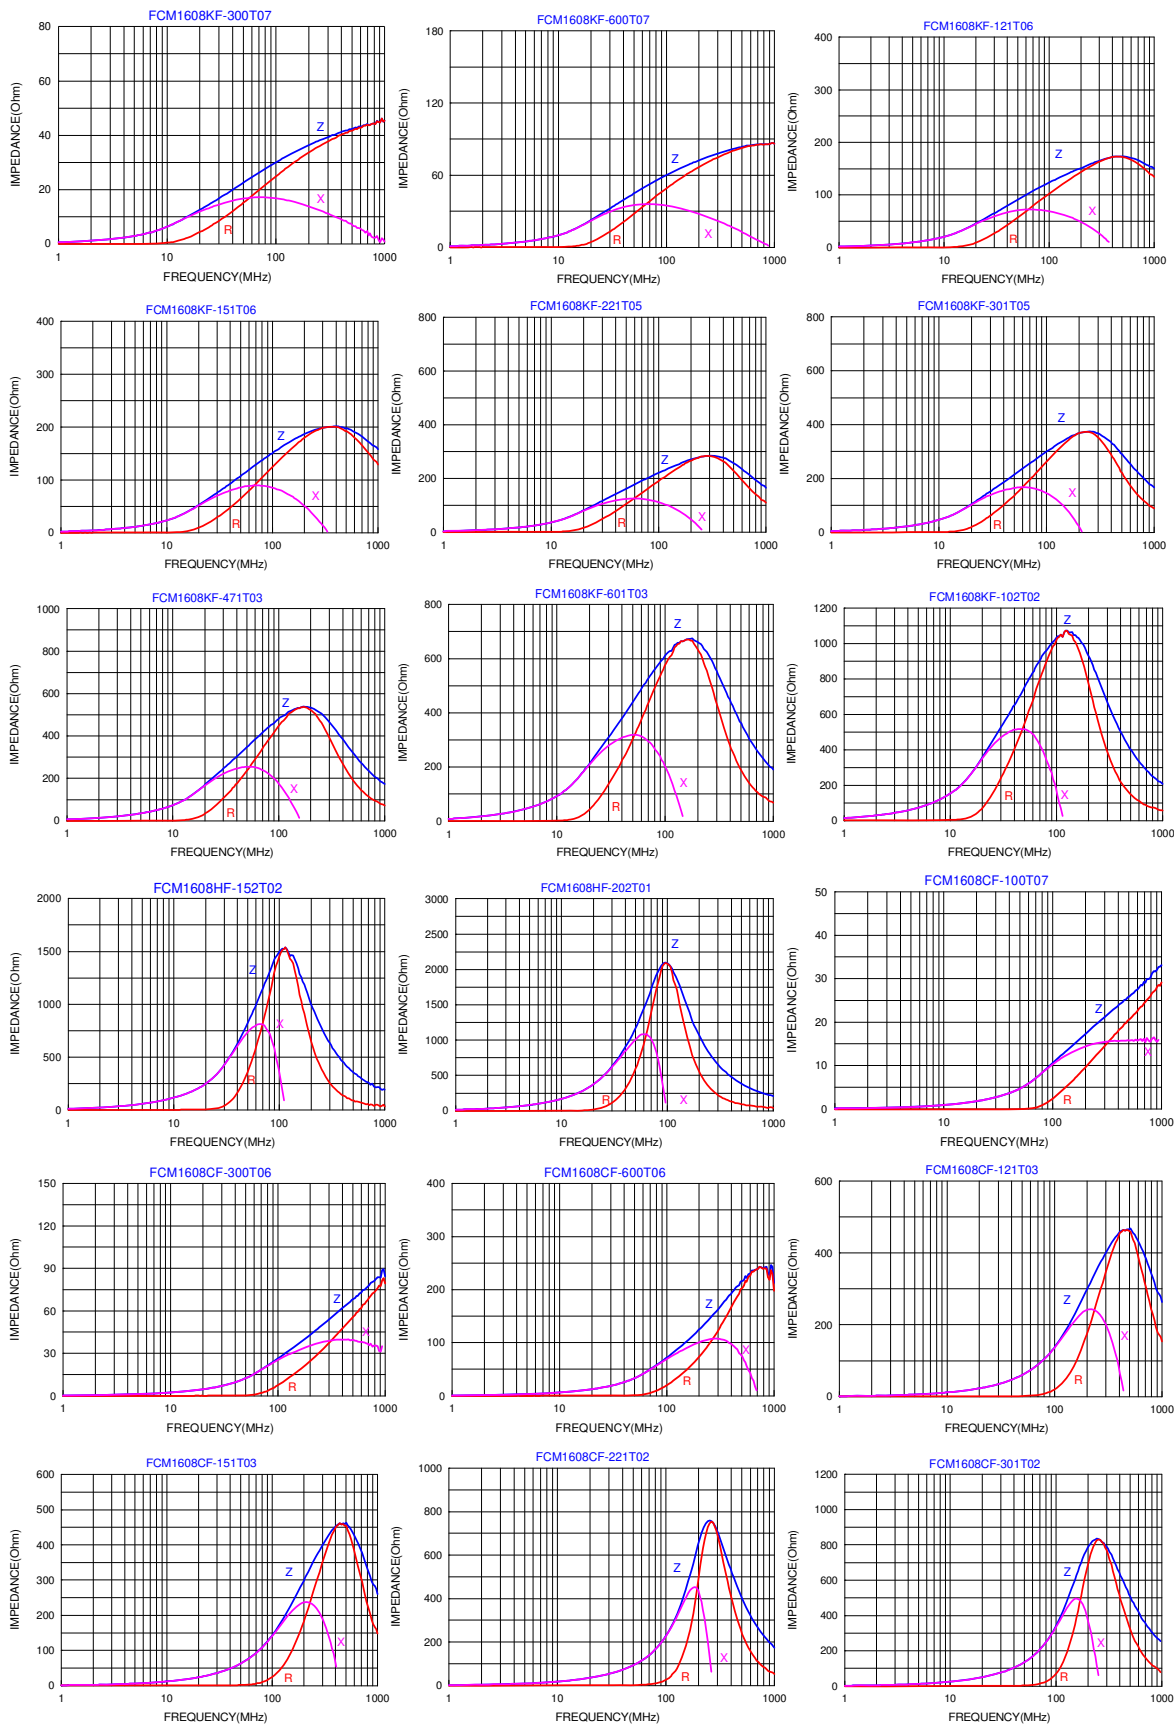 FCM1608KF-300T07
IMPEDANCE(Ohm)
80
60
40
20
0
Z
X
R
1
10
100
1000
FREQUENCY(MHz)
FCM1608KF-600T07
IMPEDANCE(Ohm)
180
120
60
0
Z
R
X
1
10
100
1000
FREQUENCY(MHz)
FCM1608KF-121T06
IMPEDANCE(Ohm)
400
300
200
100
0
Z
X
R
1
10
100
1000
FREQUENCY(MHz)
FCM1608KF-151T06
IMPEDANCE(Ohm)
400
300
200
100
0
Z
X
R
1
10
100
1000
FREQUENCY(MHz)
FCM1608KF-221T05
IMPEDANCE(Ohm)
800
600
400
200
0
Z
X
R
1
10
100
1000
FREQUENCY(MHz)
FCM1608KF-301T05
IMPEDANCE(Ohm)
800
600
400
200
0
Z
X
R
1
10
100
1000
FREQUENCY(MHz)
FCM1608KF-471T03
IMPEDANCE(Ohm)
1000
800
600
400
200
0
Z
X
R
1
10
100
1000
FREQUENCY(MHz)
FCM1608KF-601T03
IMPEDANCE(Ohm)
800
600
400
200
0
Z
X
R
1
10
100
1000
FREQUENCY(MHz)
FCM1608KF-102T02
IMPEDANCE(Ohm)
1200
1000
800
600
400
200
0
Z
R
X
1
10
100
1000
FREQUENCY(MHz)
FCM1608HF-152T02
IMPEDANCE(Ohm)
2000
1500
1000
500
0
Z
X
R
1
10
100
1000
FREQUENCY(MHz)
FCM1608HF-202T01
IMPEDANCE(Ohm)
3000
2500
2000
1500
1000
500
0
Z
R
X
1
10
100
1000
FREQUENCY(MHz)
FCM1608CF-100T07
IMPEDANCE(Ohm)
50
40
30
20
10
0
Z
X
R
1
10
100
1000
FREQUENCY(MHz)
FCM1608CF-300T06
IMPEDANCE(Ohm)
150
120
90
60
30
0
Z
X
R
1
10
100
1000
FREQUENCY(MHz)
FCM1608CF-600T06
IMPEDANCE(Ohm)
400
300
200
100
0
Z
X
R
1
10
100
1000
FREQUENCY(MHz)
FCM1608CF-121T03
IMPEDANCE(Ohm)
600
400
200
0
Z
X
R
1
10
100
1000
FREQUENCY(MHz)
FCM1608CF-151T03
IMPEDANCE(Ohm)
600
500
400
300
200
100
0
Z
X
R
1
10
100
1000
FREQUENCY(MHz)
FCM1608CF-221T02
IMPEDANCE(Ohm)
1000
800
600
400
200
0
Z
X
R
1
10
100
1000
FREQUENCY(MHz)
FCM1608CF-301T02
IMPEDANCE(Ohm)
1200
1000
800
600
400
200
0
Z
X
R
1
10
100
1000
FREQUENCY(MHz)